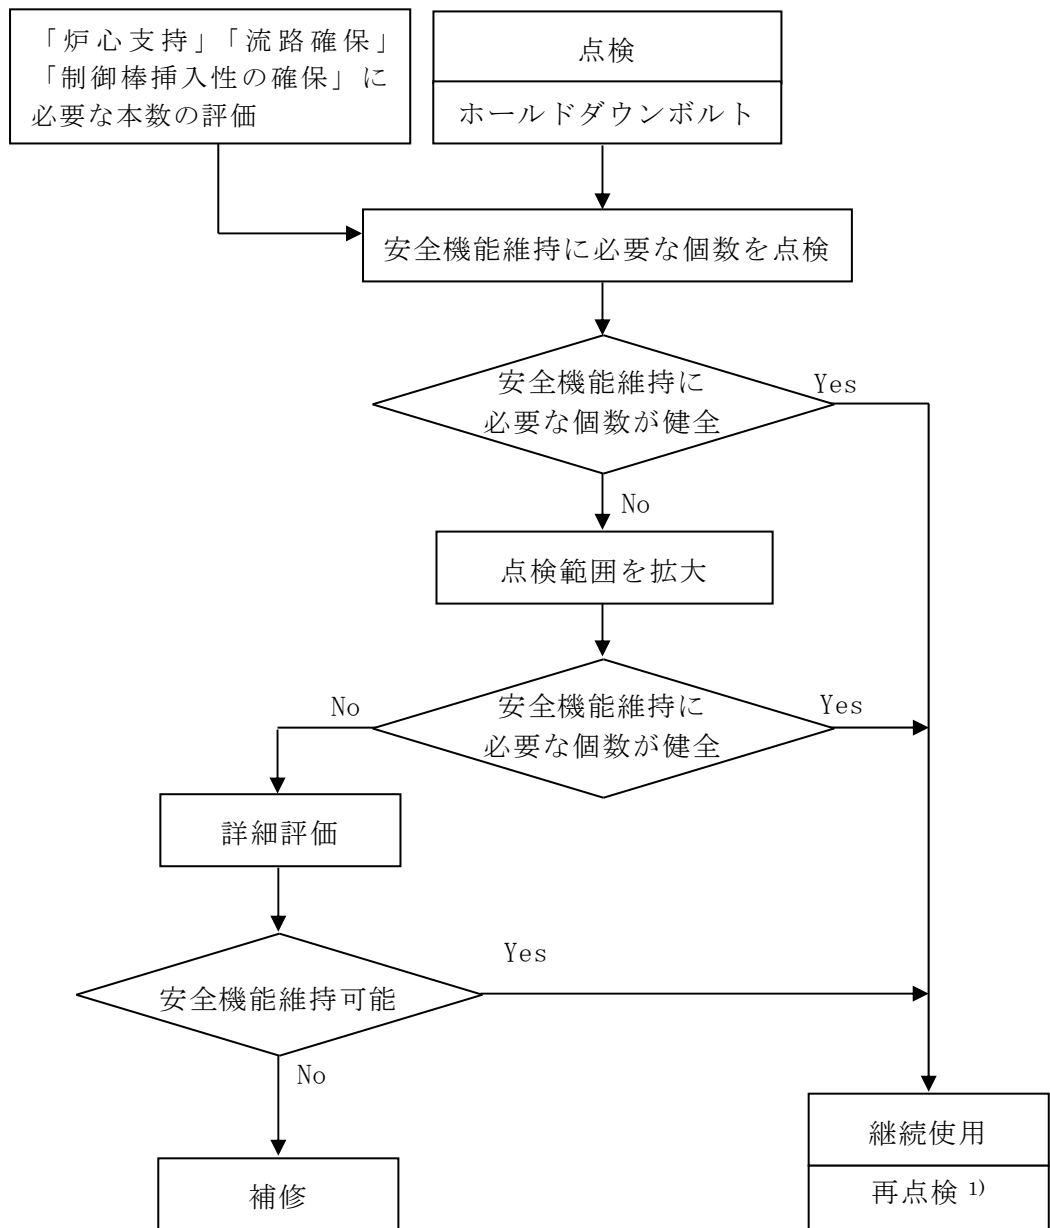 「炉心支持」「流路確保」
「制御棒挿入性の確保」に
必要な本数の評価
点検
ホールドダウンボルト
安全機能維持に必要な個数を点検
安全機能維持に
必要な個数が健全
Yes
No
点検範囲を拡大
安全機能維持に
必要な個数が健全
No
Yes
詳細評価
安全機能維持可能
Yes
No
補修
継続使用
再点検 1)